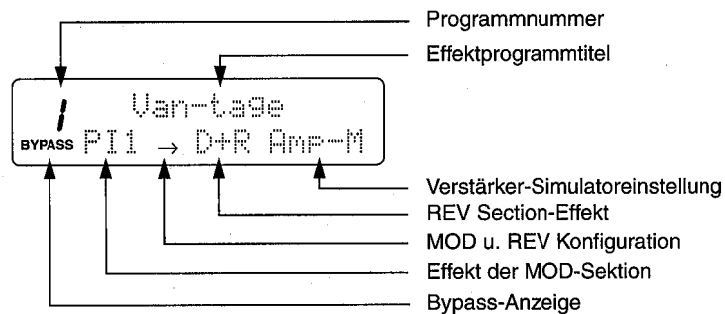 Programmnummer
Effektprogrammtitel
1 Van-tage
BYPASS PI1 → D+R Amp-M
Verstärker-Simulatoreinstellung
REV Section-Effekt
MOD u. REV Konfiguration
Effekt der MOD-Sektion
Bypass-Anzeige